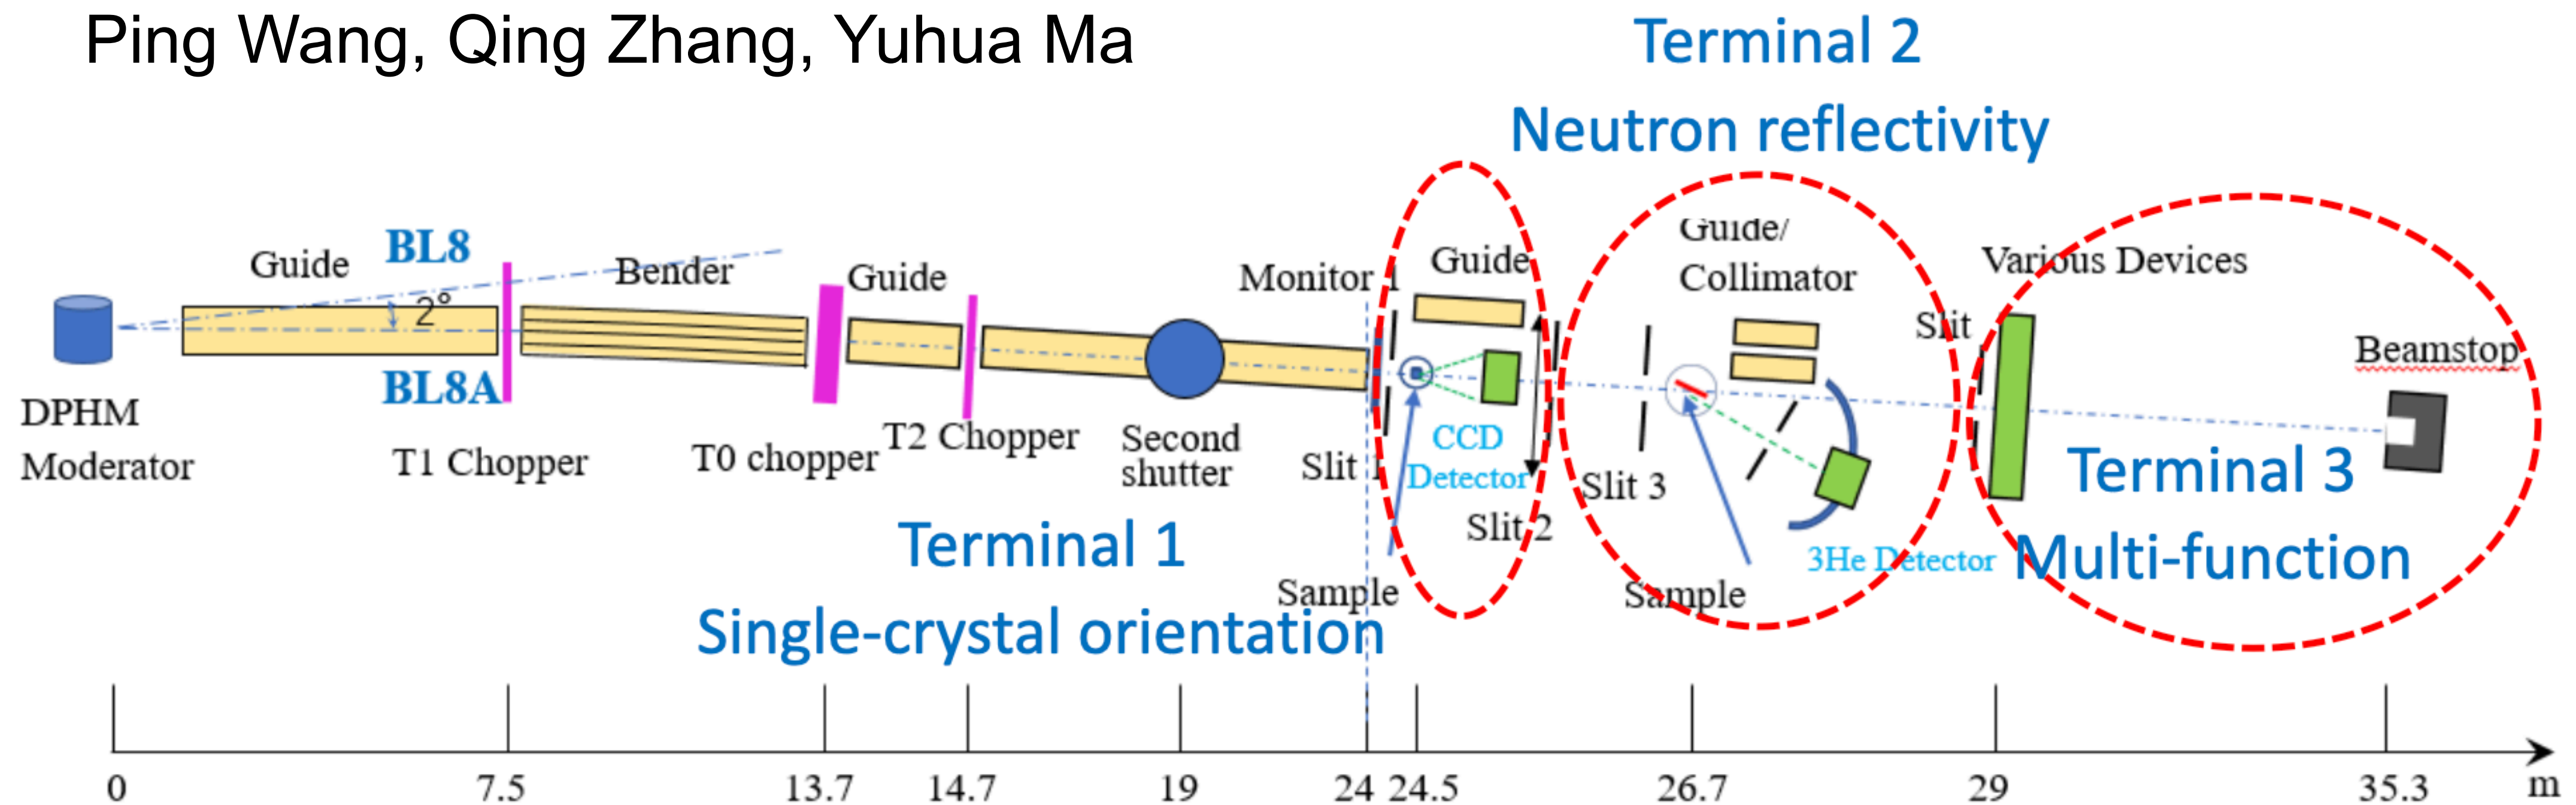 Ping Wang, Qing Zhang, Yuhua Ma
Terminal 2
Neutron reflectivity
Guide
BL8
2°
Bender
Guide
Monitor 1
Guide
Guide/
Collimator
Various Devices
Slit
Beamstop
BL8A
DPHM
Moderator
T1 Chopper
T0 chopper
T2 Chopper
Second
shutter
Slit 1
CCD
Detector
Slit 2
Slit 3
Sample
Sample
3He Detector
Terminal 1
Single-crystal orientation
Terminal 3
Multi-function
0 7.5 13.7 14.7 19 24 24.5 26.7 29 35.3 m